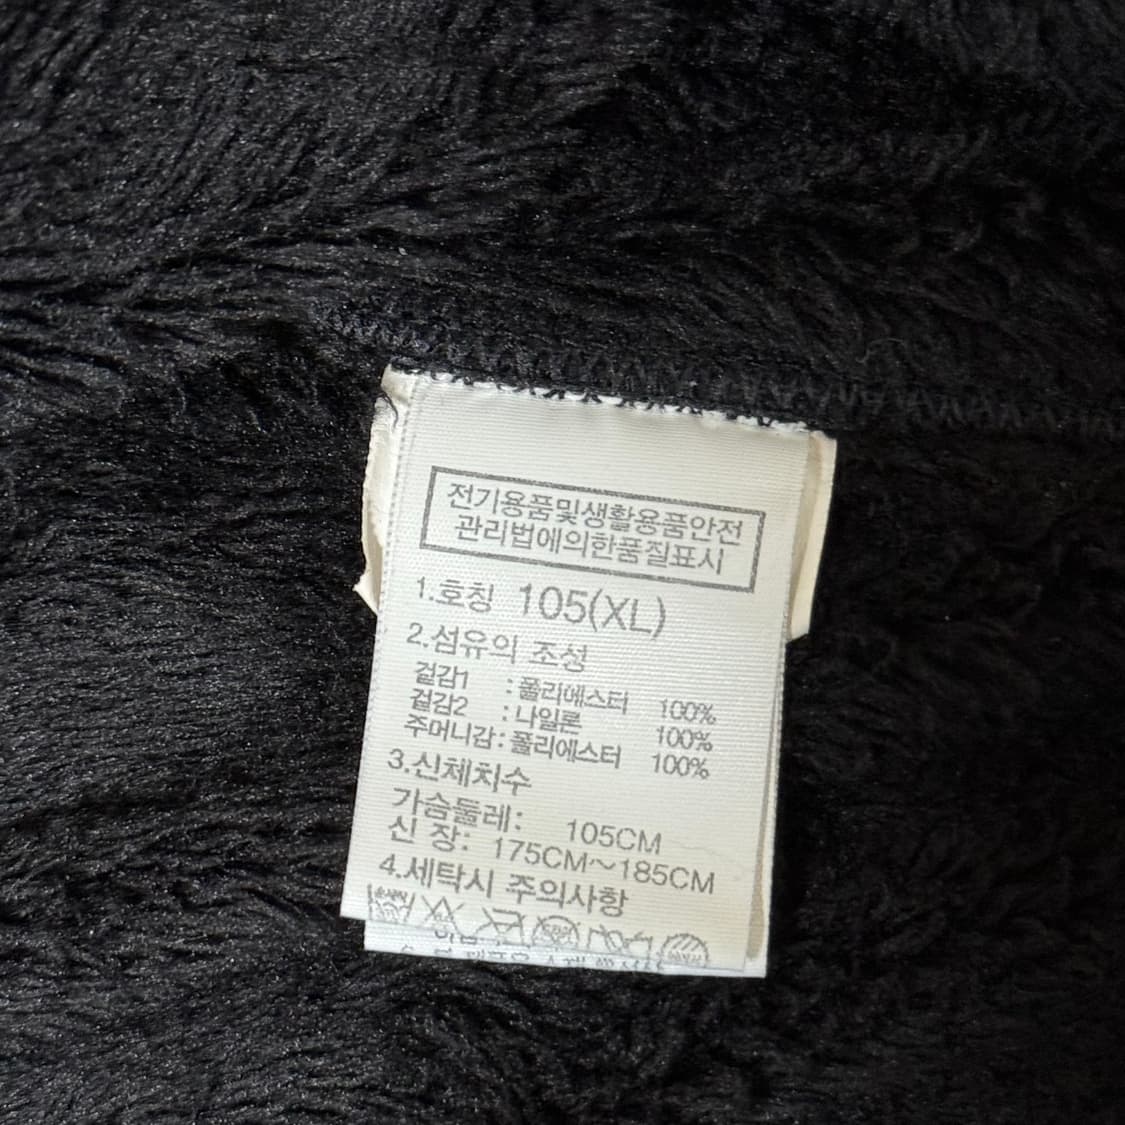 전기용품및생활용품안전
관리법에의한품질표시
1.호칭 105(XL)
2.섬유의 조성
겉감1 :폴리에스터 100%
겉감2 :나일론 100%
주머니감:폴리에스터 100%
3.신체치수
가슴둘레: 105CM
신 장: 175CM~185CM
4.세탁시 주의사항